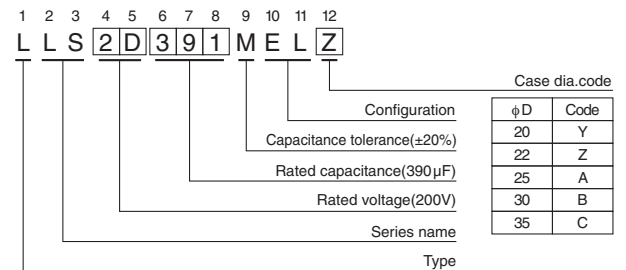 1 2 3 4 5 6 7 8 9 10 11 12
L L S 2 D 3 9 1 M E L Z
Case dia.code
Configuration
Capacitance tolerance(±20%)
Rated capacitance(390µF)
Rated voltage(200V)
Series name
Type
ϕD Code
20 Y
22 Z
25 A
30 B
35 C